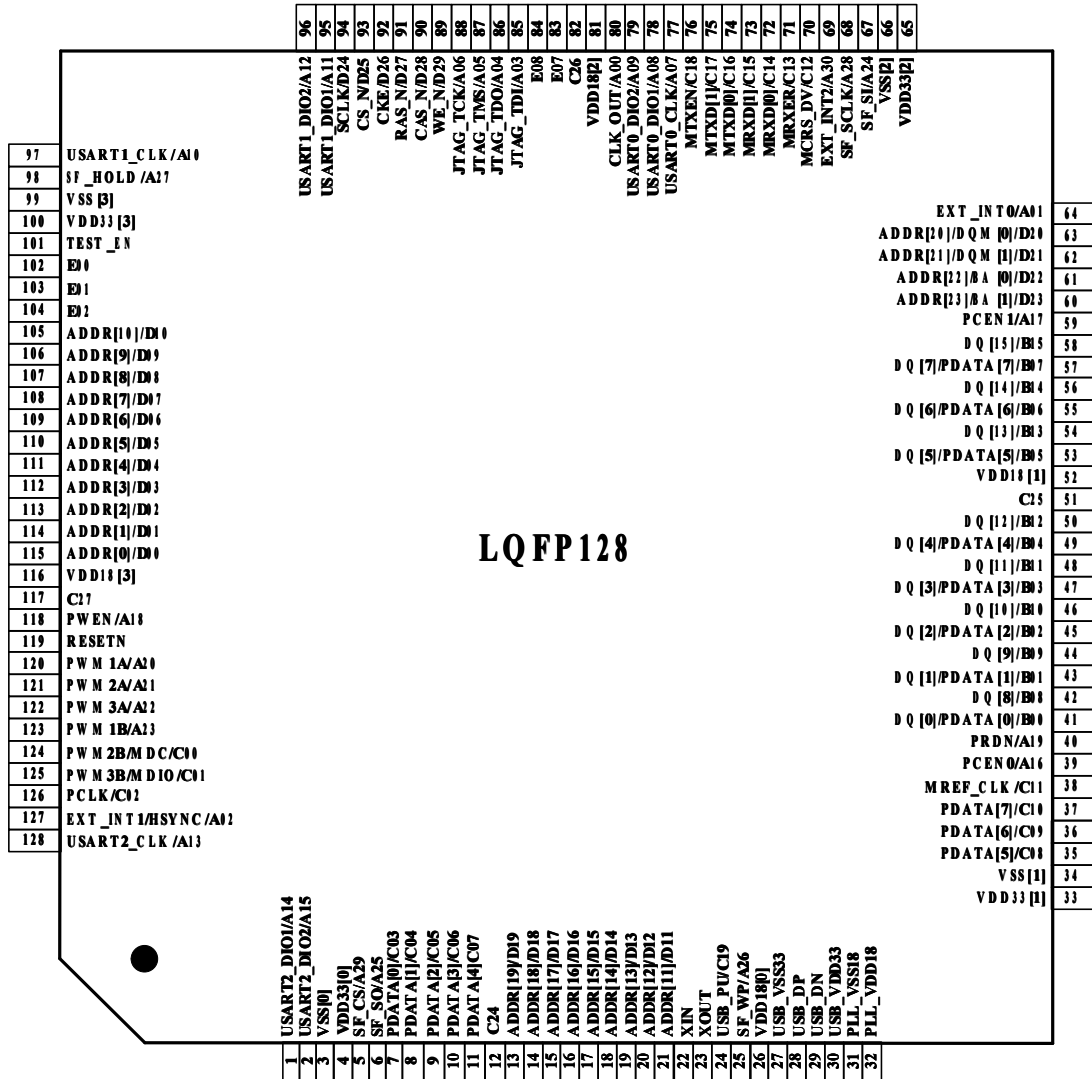 96 95 94 93 92 91 90 89 88 87 86 85 84 83 82 81 80 79 78 77 76 75 74 73 72 71 70 69 68 67 66 65
USART1_DIO2/A12
USART1_DIO1/A11
SCLK/D24
CS_N/D25
CKE/D26
RAS_N/D27
CAS_N/D28
WE_N/D29
JTAG_TCK/A06
JTAG_TMS/A05
JTAG_TDO/A04
JTAG_TDI/A03
E08
E07
C26
VDD18[2]
CLK_OUT/A00
USART0_DIO2/A09
USART0_DIO1/A08
USART0_CLK/A07
MTXEN/C18
MTXD[1]/C17
MTXD[0]/C16
MRXD[1]/C15
MRXD[0]/C14
MRXER/C13
MCRS_DV/C12
EXT_INT2/A30
SF_SCLK/A28
SF_SI/A24
VSS[2]
VDD33[2]
97 USART1_CLK/A10
98 SF_HOLD/A27
99 VSS[3]
100 VDD33[3]
101 TEST_EN
102 E00
103 E01
104 E02
105 ADDR[10]/D10
106 ADDR[9]/D09
107 ADDR[8]/D08
108 ADDR[7]/D07
109 ADDR[6]/D06
110 ADDR[5]/D05
111 ADDR[4]/D04
112 ADDR[3]/D03
113 ADDR[2]/D02
114 ADDR[1]/D01
115 ADDR[0]/D00
116 VDD18[3]
117 C27
118 PWEN/A18
119 RESETN
120 PWM1A/A20
121 PWM2A/A21
122 PWM3A/A22
123 PWM1B/A23
124 PWM2B/MDC/C00
125 PWM3B/MDIO/C01
126 PCLK/C02
127 EXT_INT1/HSYNC/A02
128 USART2_CLK/A13
LQFP128
EXT_INT0/A01 64
ADDR[20]/DQM[0]/D20 63
ADDR[21]/DQM[1]/D21 62
ADDR[22]/BA[0]/D22 61
ADDR[23]/BA[1]/D23 60
PCEN1/A17 59
DQ[15]/B15 58
DQ[7]/PDATA[7]/B07 57
DQ[14]/B14 56
DQ[6]/PDATA[6]/B06 55
DQ[13]/B13 54
DQ[5]/PDATA[5]/B05 53
VDD18[1] 52
C25 51
DQ[12]/B12 50
DQ[4]/PDATA[4]/B04 49
DQ[11]/B11 48
DQ[3]/PDATA[3]/B03 47
DQ[10]/B10 46
DQ[2]/PDATA[2]/B02 45
DQ[9]/B09 44
DQ[1]/PDATA[1]/B01 43
DQ[8]/B08 42
DQ[0]/PDATA[0]/B00 41
PRDN/A19 40
PCEN0/A16 39
MREF_CLK/C11 38
PDATA[7]/C10 37
PDATA[6]/C09 36
PDATA[5]/C08 35
VSS[1] 34
VDD33[1] 33
USART2_DIO1/A14
USART2_DIO2/A15
VSS[0]
VDD33[0]
SF_CS/A29
SF_SO/A25
PDATA[0]/C03
PDATA[1]/C04
PDATA[2]/C05
PDATA[3]/C06
PDATA[4]C07
C24
ADDR[19]/D19
ADDR[18]/D18
ADDR[17]/D17
ADDR[16]/D16
ADDR[15]/D15
ADDR[14]/D14
ADDR[13]/D13
ADDR[12]/D12
ADDR[11]/D11
XIN
XOUT
USB_PU/C19
SF_WP/A26
VDD18[0]
USB_VSS33
USB_DP
USB_DN
USB_VDD33
PLL_VSS18
PLL_VDD18
1 2 3 4 5 6 7 8 9 10 11 12 13 14 15 16 17 18 19 20 21 22 23 24 25 26 27 28 29 30 31 32